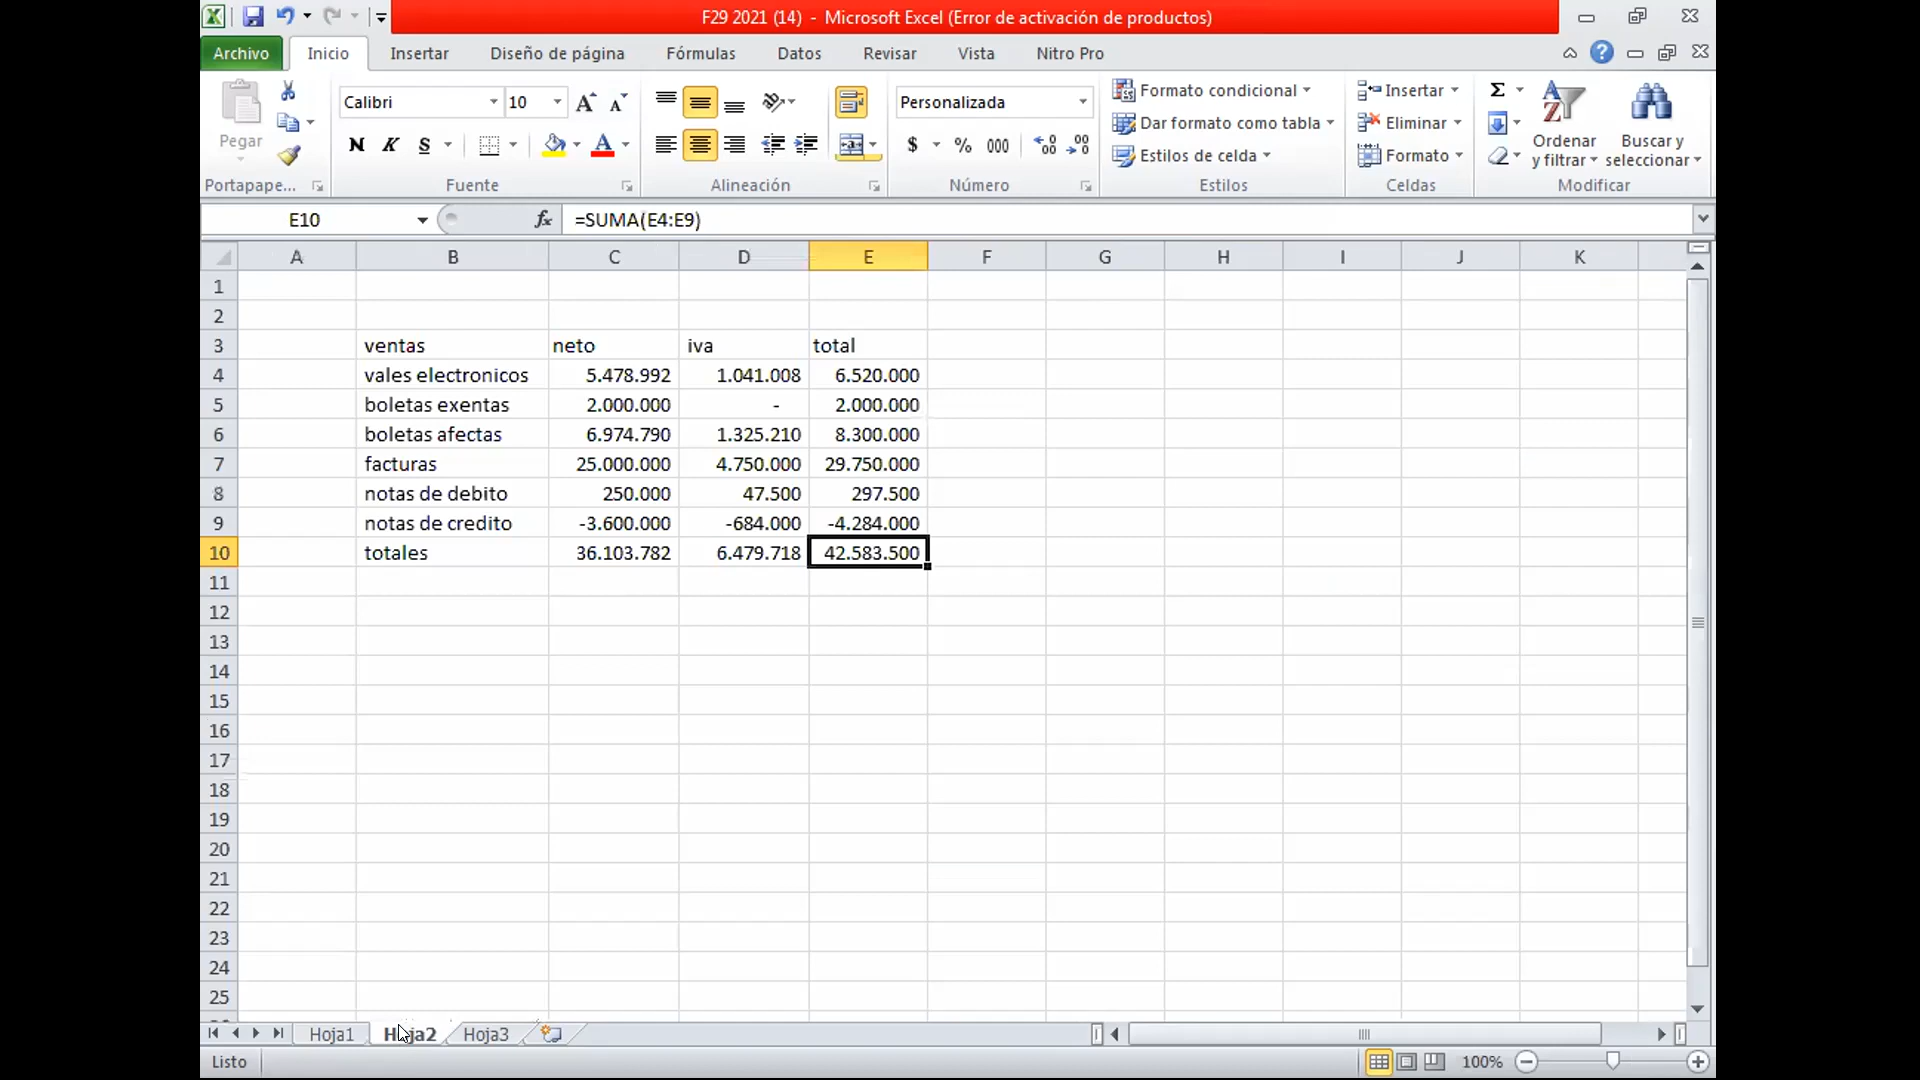 F29 2021 (14) - Microsoft Excel (Error de activación de productos)
Archivo Inicio Insertar Diseño de página Fórmulas Datos Revisar Vista Nitro Pro
Calibri 10 Personalizada Formato condicional Insertar Σ
Pegar Dar formato como tabla Eliminar Ordenar y filtrar Buscar y seleccionar
N K S A $ % 000 Estilos de celda Formato
Portapape... Fuente Alineación Número Estilos Celdas Modificar
E10 fx =SUMA(E4:E9)
A B C D E F G H I J K
1
2
3 ventas neto iva total
4 vales electronicos 5.478.992 1.041.008 6.520.000
5 boletas exentas 2.000.000 - 2.000.000
6 boletas afectas 6.974.790 1.325.210 8.300.000
7 facturas 25.000.000 4.750.000 29.750.000
8 notas de debito 250.000 47.500 297.500
9 notas de credito -3.600.000 -684.000 -4.284.000
10 totales 36.103.782 6.479.718 42.583.500
11
12
13
14
15
16
17
18
19
20
21
22
23
24
25
Hoja1 Hoja2 Hoja3
Listo 100%